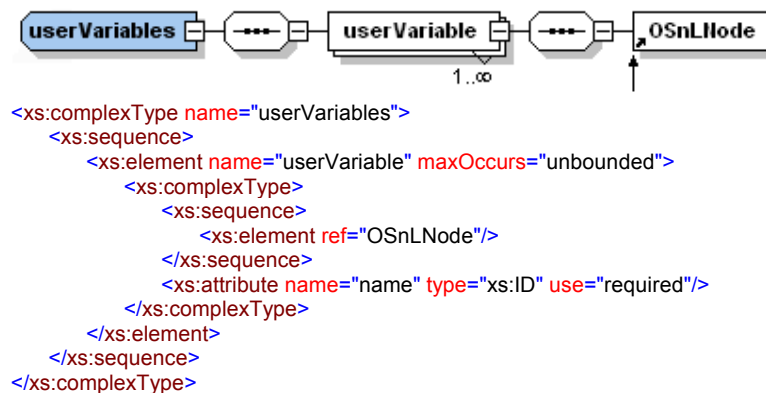 userVariables userVariable OSnLNode
1..∞
<xs:complexType name="userVariables">
<xs:sequence>
<xs:element name="userVariable" maxOccurs="unbounded">
<xs:complexType>
<xs:sequence>
<xs:element ref="OSnLNode"/>
</xs:sequence>
<xs:attribute name="name" type="xs:ID" use="required"/>
</xs:complexType>
</xs:element>
</xs:sequence>
</xs:complexType>